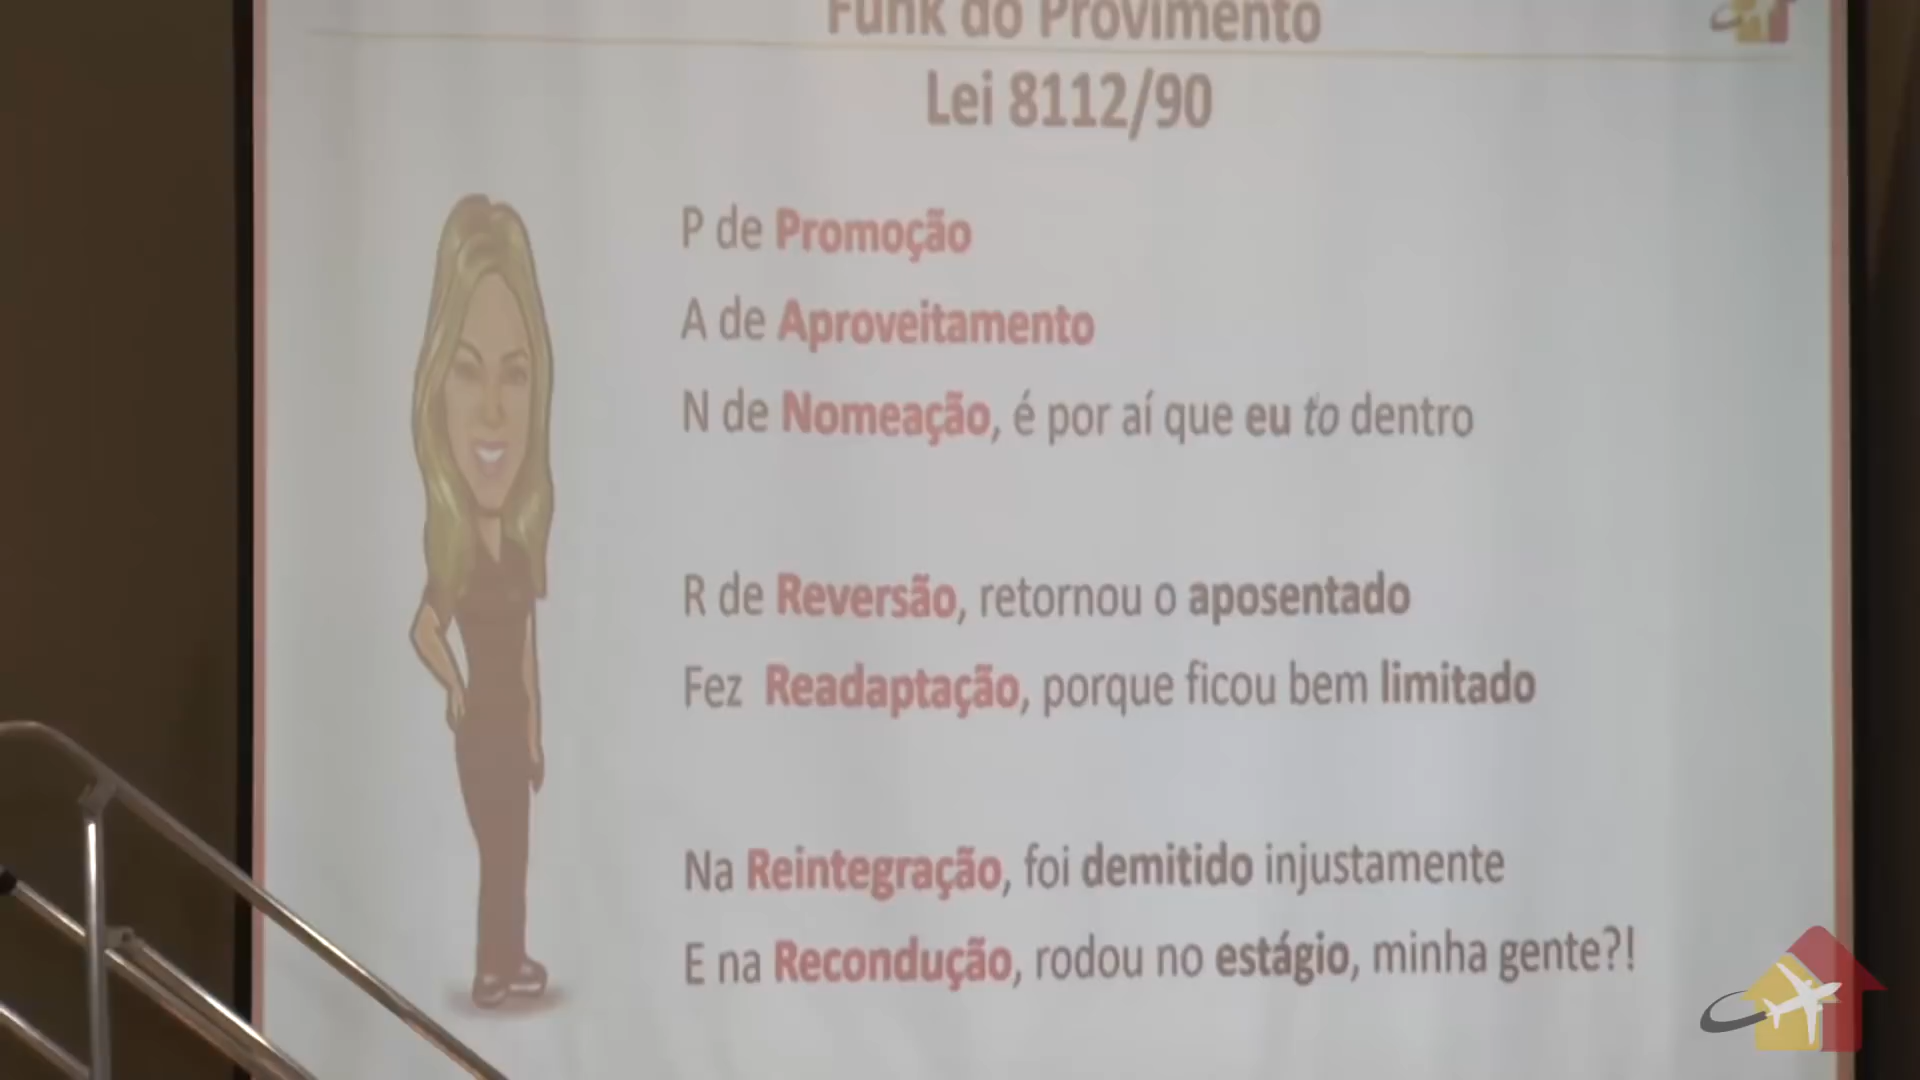 Funk do Provimento
Lei 8112/90
P de Promoção
A de Aproveitamento
N de Nomeação, é por aí que eu to dentro
R de Reversão, retornou o aposentado
Fez Readaptação, porque ficou bem limitado
Na Reintegração, foi demitido injustamente
E na Recondução, rodou no estágio, minha gente?!